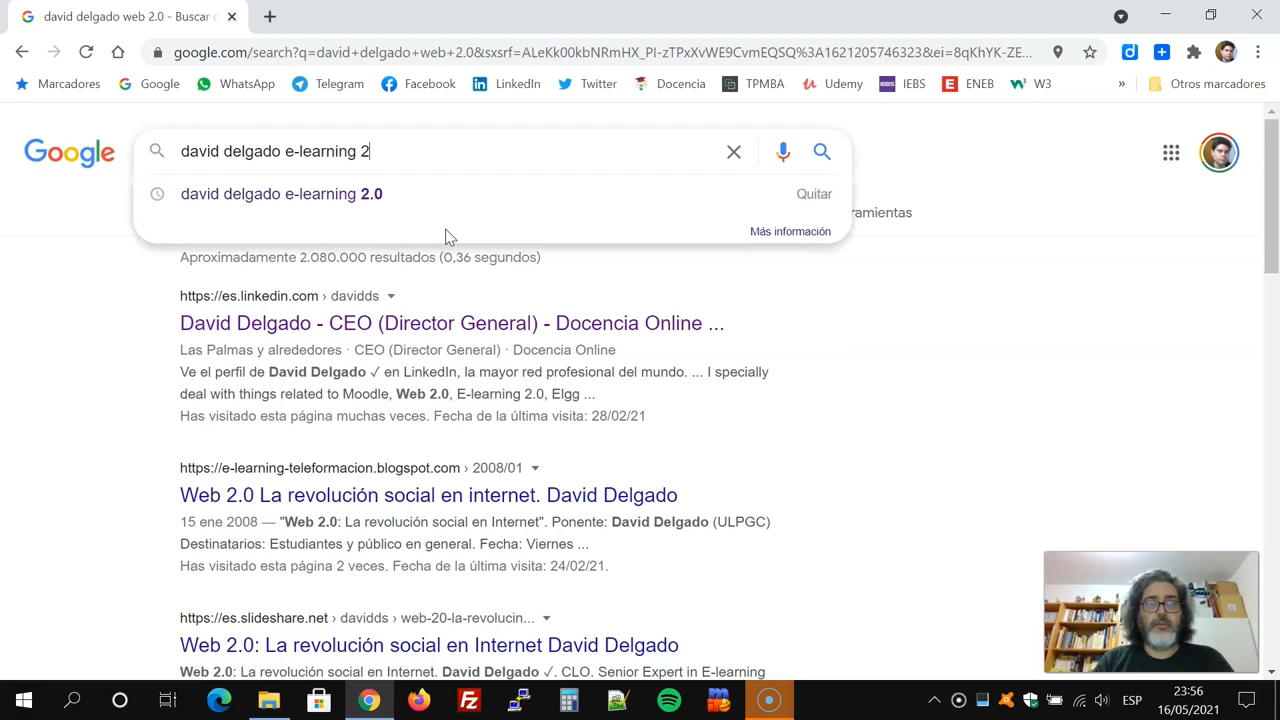 david delgado web 2.0 - Buscar c
google.com/search?q=david+delgado+web+2.0&sxsrf=ALeKk00kbNRmHX_PI-zTPxXvWE9CvmEQSQ%3A1621205746323&ei=8qKhYK-ZE...
Marcadores Google WhatsApp Telegram Facebook LinkedIn Twitter Docencia TPMBA Udemy IEBS ENEB W3 » Otros marcadores
Google
david delgado e-learning 2
david delgado e-learning 2.0 Quitar
ramientas
Más información
Aproximadamente 2.080.000 resultados (0,36 segundos)
https://es.linkedin.com › davidds
David Delgado - CEO (Director General) - Docencia Online ...
Las Palmas y alrededores · CEO (Director General) · Docencia Online
Ve el perfil de David Delgado ✓ en LinkedIn, la mayor red profesional del mundo. ... I specially
deal with things related to Moodle, Web 2.0, E-learning 2.0, Elgg ...
Has visitado esta página muchas veces. Fecha de la última visita: 28/02/21
https://e-learning-teleformacion.blogspot.com › 2008/01
Web 2.0 La revolución social en internet. David Delgado
15 ene 2008 — "Web 2.0: La revolución social en Internet". Ponente: David Delgado (ULPGC)
Destinatarios: Estudiantes y público en general. Fecha: Viernes ...
Has visitado esta página 2 veces. Fecha de la última visita: 24/02/21.
https://es.slideshare.net › davidds › web-20-la-revolucin...
Web 2.0: La revolución social en Internet David Delgado
Web 2.0: La revolución social en Internet. David Delgado ✓. CLO. Senior Expert in E-learning
ESP
23:56
16/05/2021